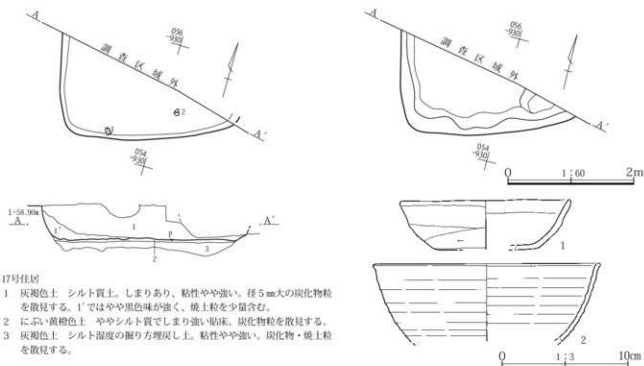 A
056
-930
調査区域外
1
2
A′
054
-930
A
056
-930
調査区域外
A′
054
-930
0 1:60 2m
L=58.90m
A
A′
1
1′
P
2
3
1
2
0 1:3 10cm
17号住居
1 灰褐色土 シルト質土。しまりあり、粘性やや強い。径5㎜大の炭化物粒
を散見する。1′ではやや黒色味が強く、焼土粒を少量含む。
2 にぶい黄橙色土 ややシルト質でしまり強い貼床。炭化物粒を散見する。
3 灰褐色土 シルト湿度の掘り方埋戻し土。粘性やや強い。炭化物・焼土粒
を散見する。